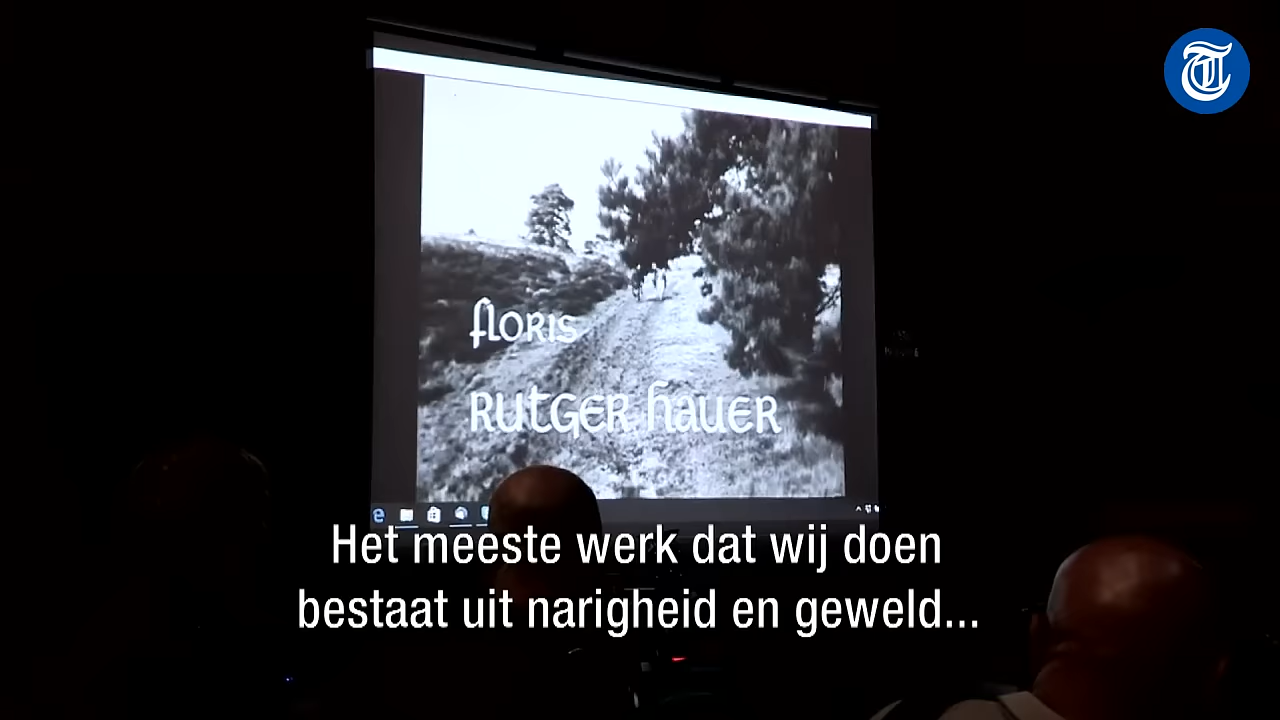 floris
RUTGER hAUER
Het meeste werk dat wij doen
bestaat uit narigheid en geweld...